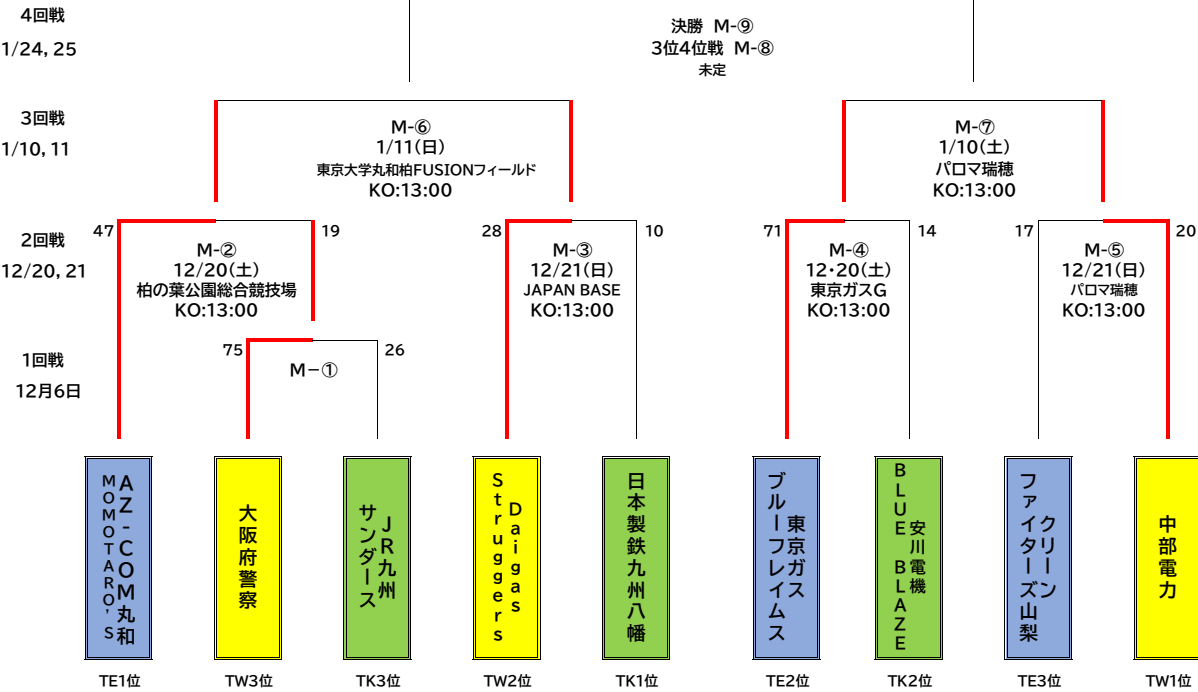 4回戦
1/24, 25
決勝 M-⑨
3位4位戦 M-⑧
未定
3回戦
1/10, 11
M-⑥
1/11(日)
東京大学丸和柏FUSIONフィールド
KO:13:00
M-⑦
1/10(土)
パロマ瑞穂
KO:13:00
2回戦
12/20, 21
47
19
M-②
12/20(土)
柏の葉公園総合競技場
KO:13:00
28
10
M-③
12/21(日)
JAPAN BASE
KO:13:00
71
14
M-④
12・20(土)
東京ガスG
KO:13:00
17
20
M-⑤
12/21(日)
パロマ瑞穂
KO:13:00
1回戦
12月6日
75
26
M-①
AZ-COM丸和
MOMOTARO'S
大阪府警察
JR九州
サンダース
Daigas
Struggers
日本製鉄九州八幡
東京ガス
ブルーフレイムス
安川電機
BLUE BLAZE
クリーン
ファイターズ山梨
中部電力
TE1位
TW3位
TK3位
TW2位
TK1位
TE2位
TK2位
TE3位
TW1位